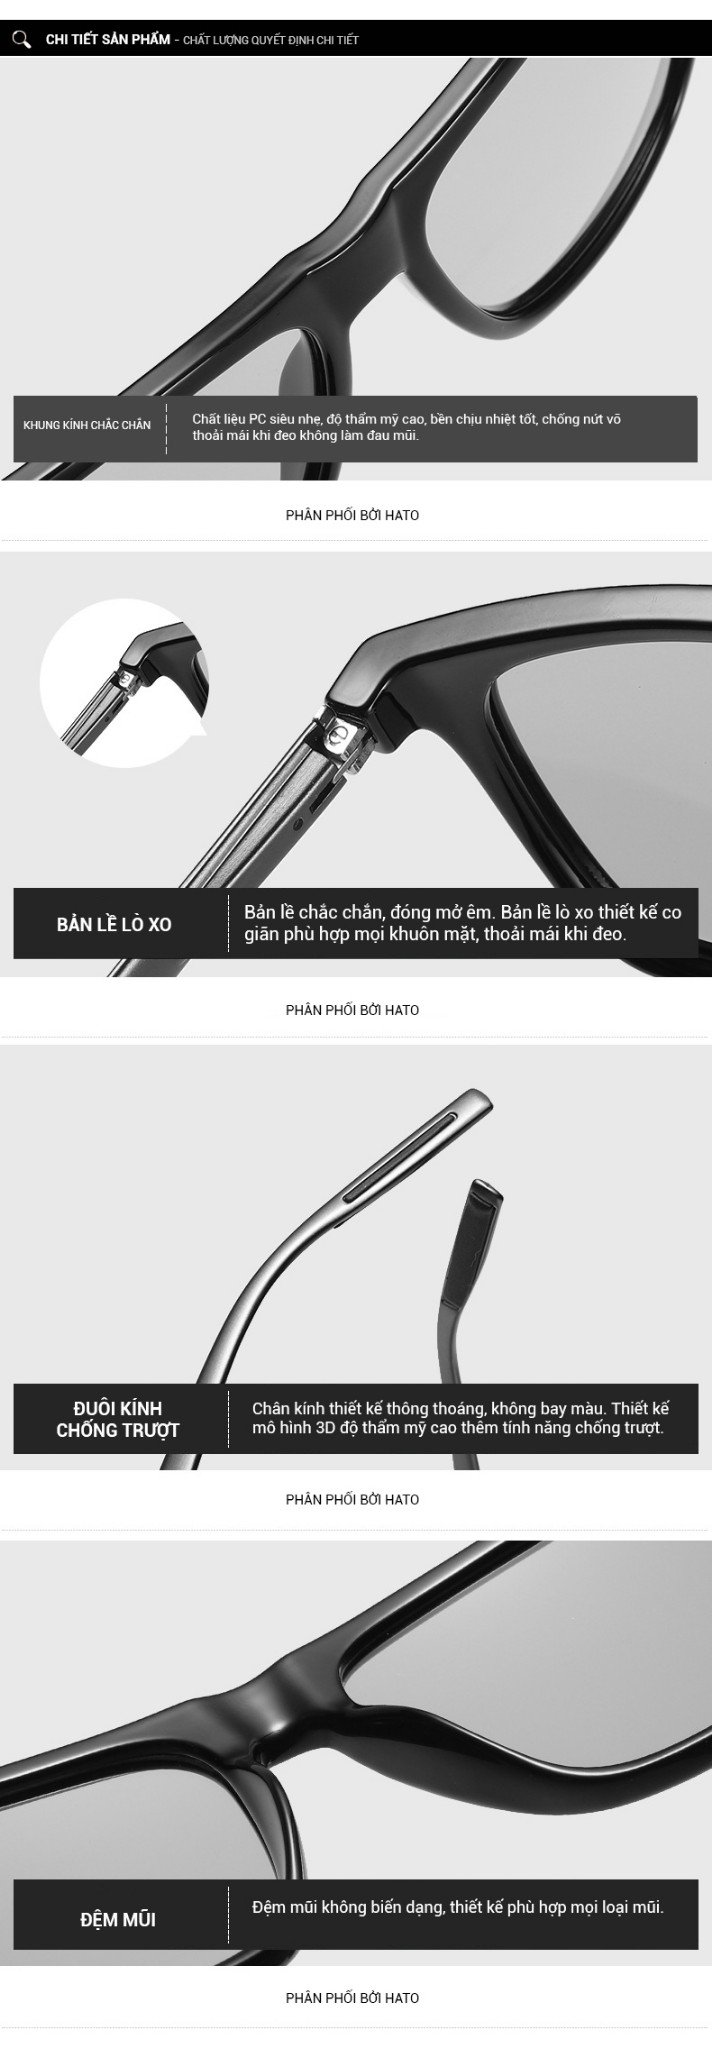 CHI TIẾT SẢN PHẨM - CHẤT LƯỢNG QUYẾT ĐỊNH CHI TIẾT
KHUNG KÍNH CHẮC CHẮN
Chất liệu PC siêu nhẹ, độ thẩm mỹ cao, bền chịu nhiệt tốt, chống nứt vỡ
thoải mái khi đeo không làm đau mũi.
PHÂN PHỐI BỞI HATO
BẢN LỀ LÒ XO
Bản lề chắc chắn, đóng mở êm. Bản lề lò xo thiết kế co
giãn phù hợp mọi khuôn mặt, thoải mái khi đeo.
PHÂN PHỐI BỞI HATO
ĐUÔI KÍNH
CHỐNG TRƯỢT
Chân kính thiết kế thông thoáng, không bay màu. Thiết kế
mô hình 3D độ thẩm mỹ cao thêm tính năng chống trượt.
PHÂN PHỐI BỞI HATO
ĐỆM MŨI
Đệm mũi không biến dạng, thiết kế phù hợp mọi loại mũi.
PHÂN PHỐI BỞI HATO